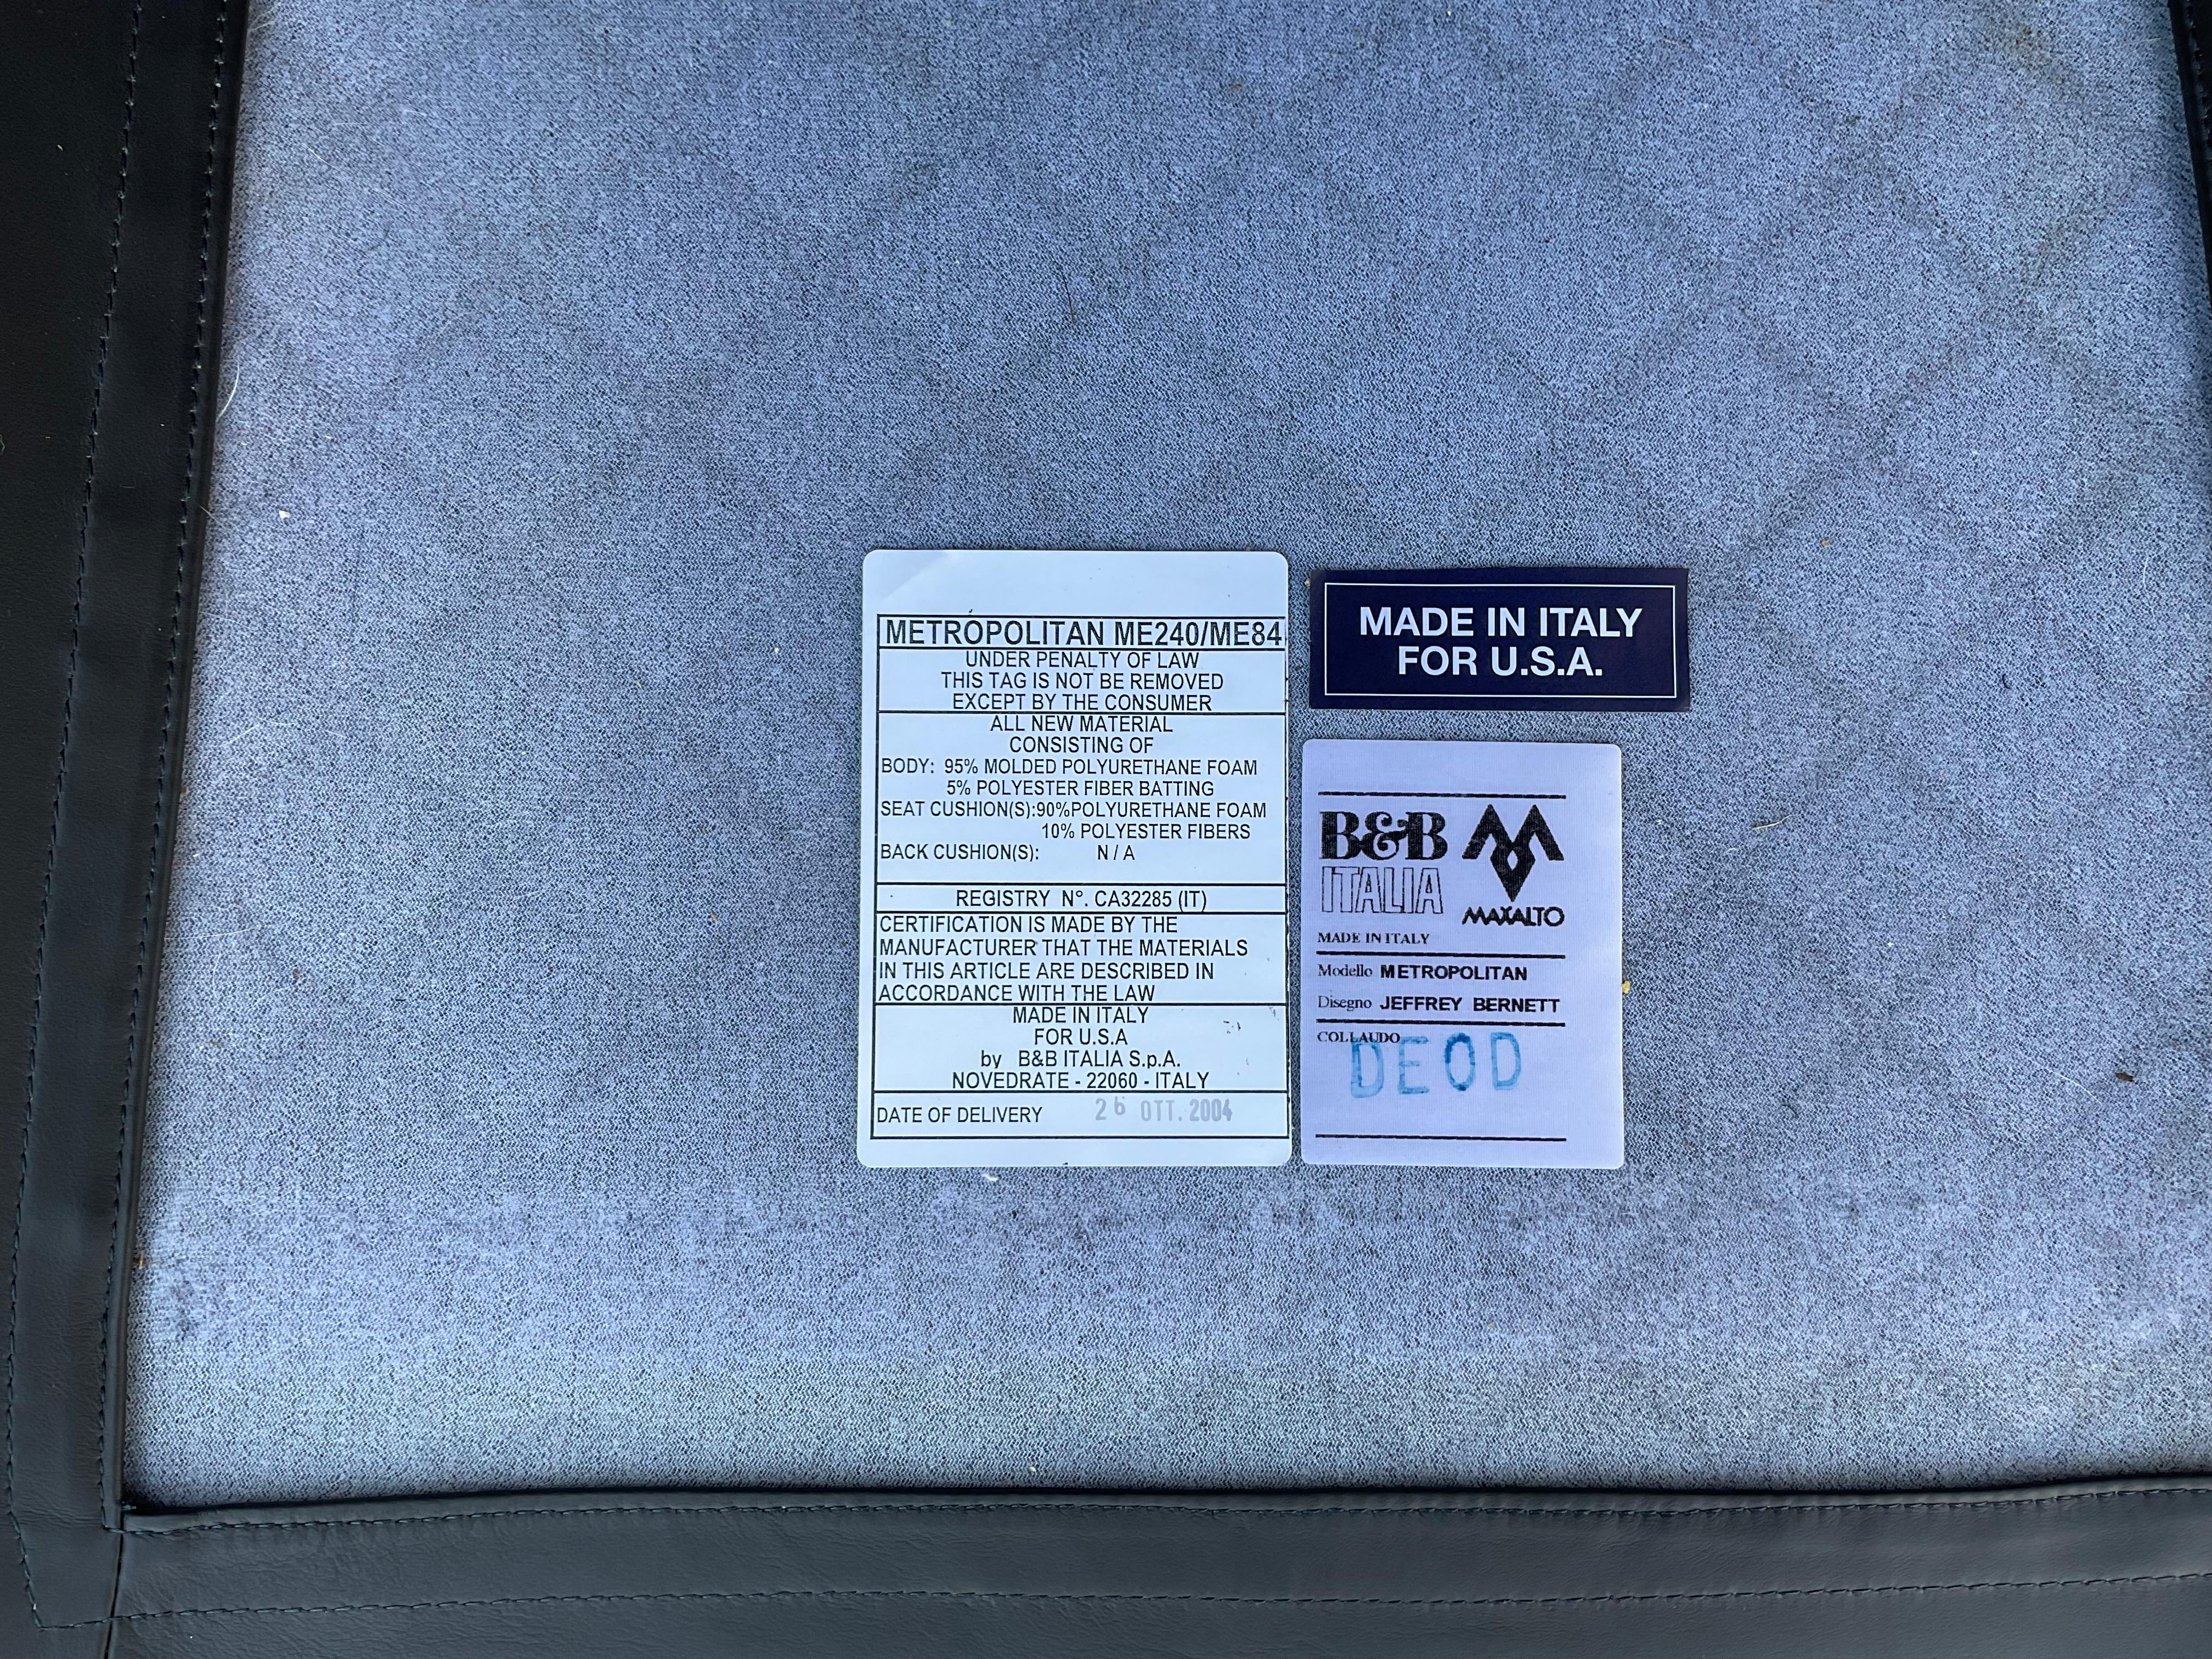 METROPOLITAN ME240/ME84
UNDER PENALTY OF LAW
THIS TAG IS NOT BE REMOVED
EXCEPT BY THE CONSUMER
ALL NEW MATERIAL
CONSISTING OF
BODY: 95% MOLDED POLYURETHANE FOAM
5% POLYESTER FIBER BATTING
SEAT CUSHION(S):90%POLYURETHANE FOAM
10% POLYESTER FIBERS
BACK CUSHION(S): N / A
REGISTRY N°. CA32285 (IT)
CERTIFICATION IS MADE BY THE
MANUFACTURER THAT THE MATERIALS
IN THIS ARTICLE ARE DESCRIBED IN
ACCORDANCE WITH THE LAW
MADE IN ITALY
FOR U.S.A
by B&B ITALIA S.p.A.
NOVEDRATE - 22060 - ITALY
DATE OF DELIVERY 26 OTT. 2004
MADE IN ITALY
FOR U.S.A.
B&B
ITALIA
MAXALTO
MADE IN ITALY
Modello METROPOLITAN
Disegno JEFFREY BERNETT
COLLAUDO
DEOD